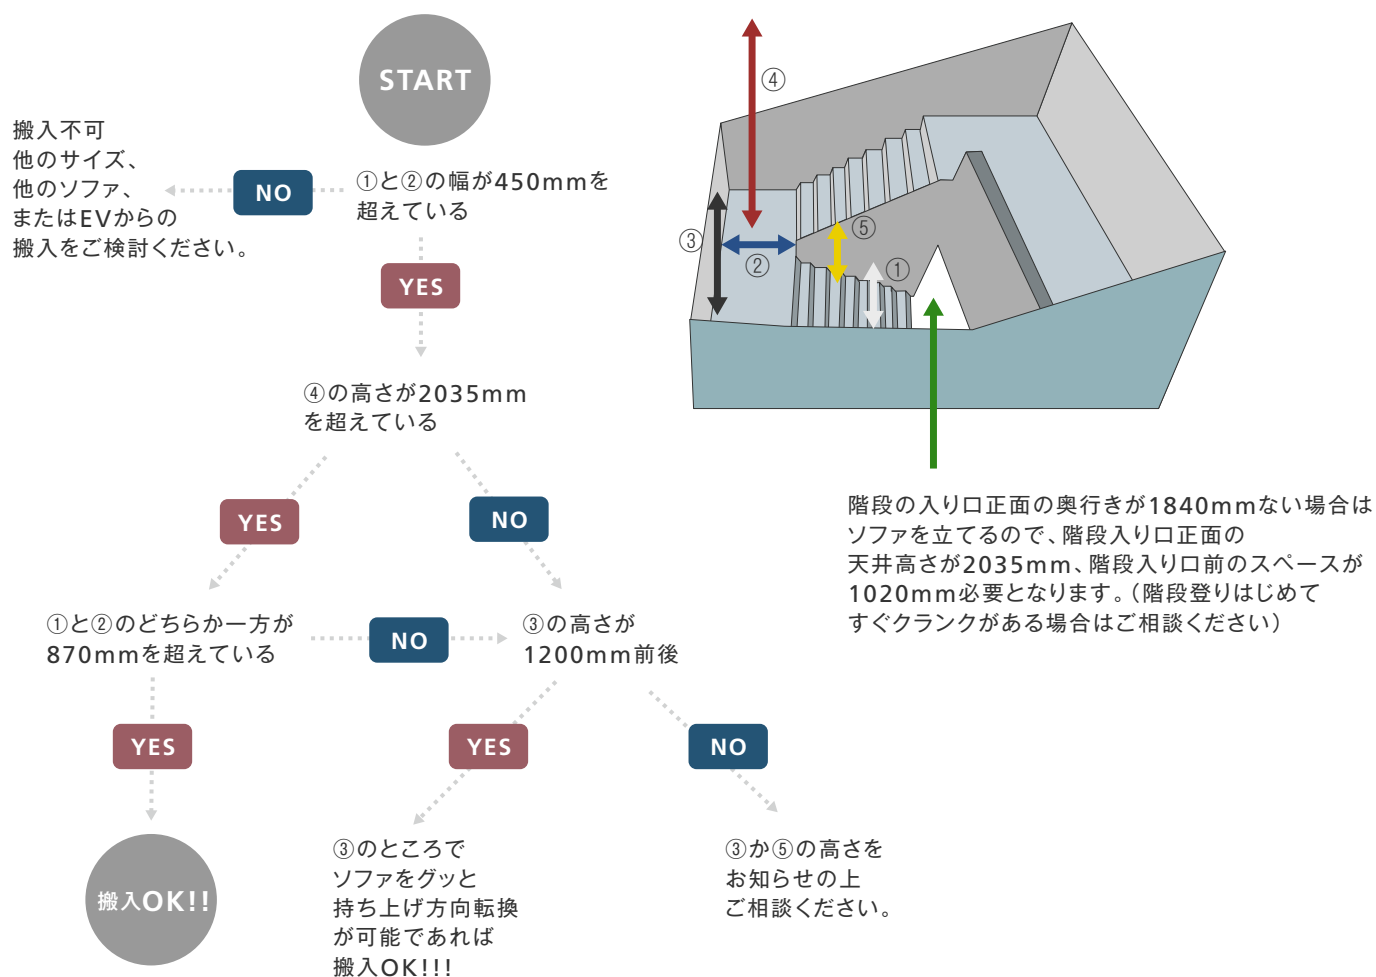 START
①と②の幅が450mmを
超えている
NO
搬入不可
他のサイズ、
他のソファ、
またはEVからの
搬入をご検討ください。
YES
④の高さが2035mm
を超えている
YES
NO
①と②のどちらか一方が
870mmを超えている
NO
③の高さが
1200mm前後
YES
YES
NO
搬入OK!!
③のところで
ソファをグッと
持ち上げ方向転換
が可能であれば
搬入OK!!!
③か⑤の高さを
お知らせの上
ご相談ください。
④
③
②
⑤
①
階段の入り口正面の奥行きが1840mmない場合は
ソファを立てるので、階段入り口正面の
天井高さが2035mm、階段入り口前のスペースが
1020mm必要となります。（階段登りはじめて
すぐクランクがある場合はご相談ください）